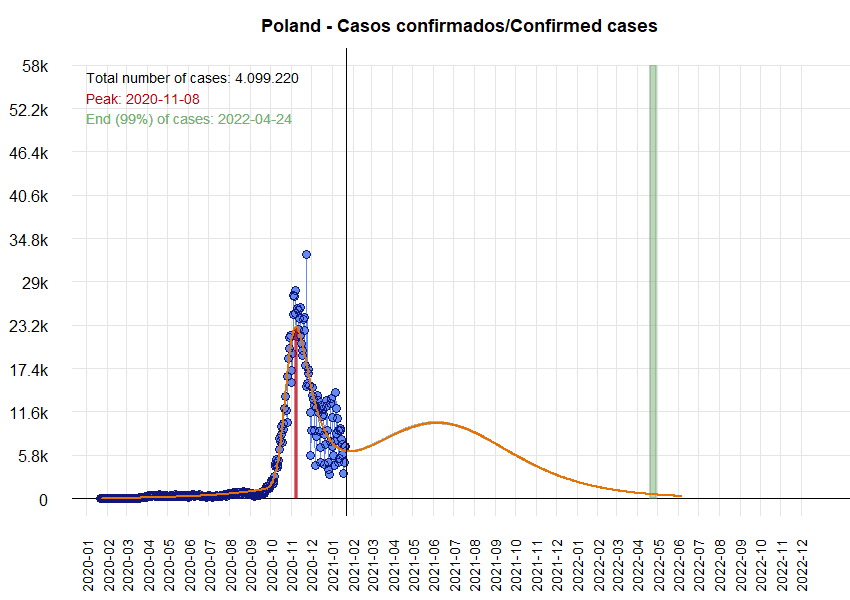 Poland - Casos confirmados/Confirmed cases
Total number of cases: 4.099.220
Peak: 2020-11-08
End (99%) of cases: 2022-04-24
58k
52.2k
46.4k
40.6k
34.8k
29k
23.2k
17.4k
11.6k
5.8k
0
2020-01
2020-02
2020-03
2020-04
2020-05
2020-06
2020-07
2020-08
2020-09
2020-10
2020-11
2020-12
2021-01
2021-02
2021-03
2021-04
2021-05
2021-06
2021-07
2021-08
2021-09
2021-10
2021-11
2021-12
2022-01
2022-02
2022-03
2022-04
2022-05
2022-06
2022-07
2022-08
2022-09
2022-10
2022-11
2022-12